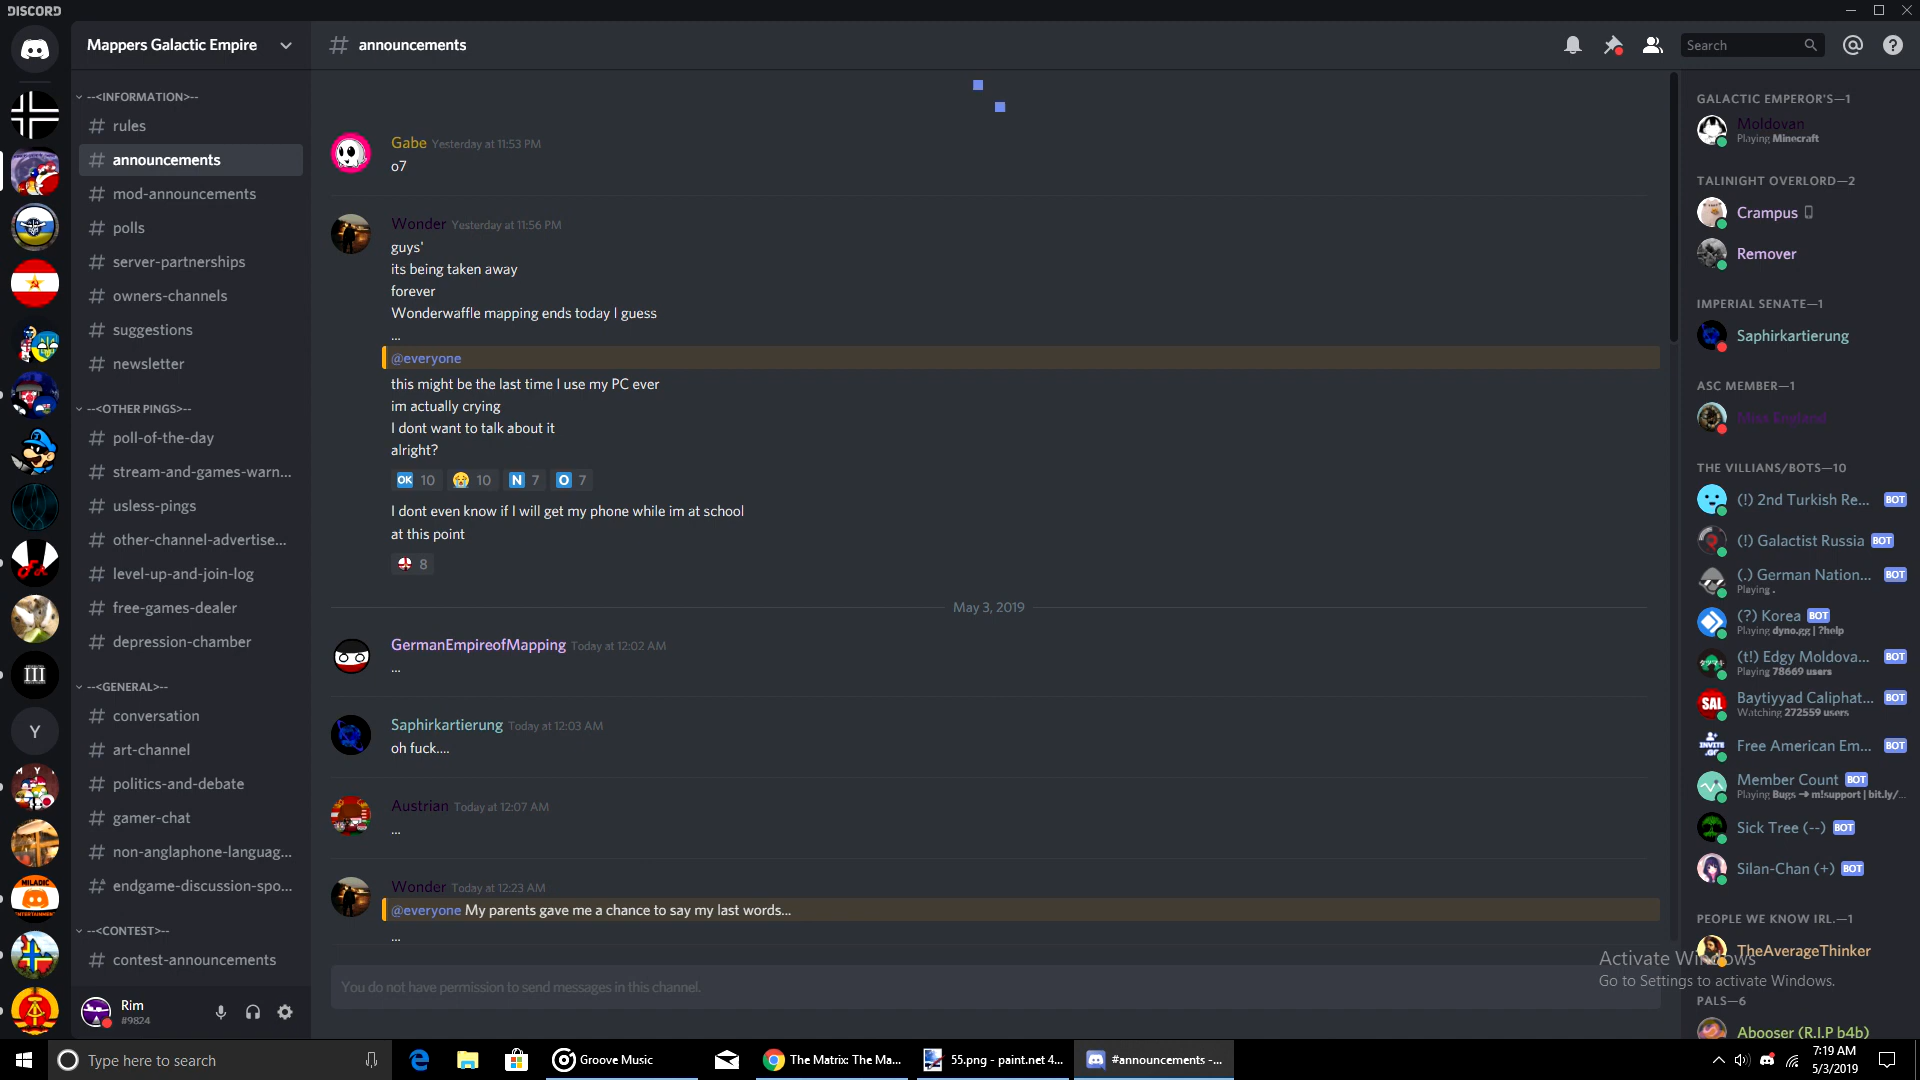 DISCORD
Mappers Galactic Empire
announcements
Search
--<INFORMATION>--
rules
announcements
mod-announcements
polls
server-partnerships
owners-channels
suggestions
newsletter
--<OTHER PINGS>--
poll-of-the-day
stream-and-games-warn...
usless-pings
other-channel-advertise...
level-up-and-join-log
free-games-dealer
depression-chamber
--<GENERAL>--
conversation
art-channel
politics-and-debate
gamer-chat
non-anglaphone-languag...
endgame-discussion-spo...
--<CONTEST>--
contest-announcements
Rim
#9824
III
Y
Gabe Yesterday at 11:53 PM
o7
Wonder Yesterday at 11:56 PM
guys'
its being taken away
forever
Wonderwaffle mapping ends today I guess
...
@everyone
this might be the last time I use my PC ever
im actually crying
I dont want to talk about it
alright?
OK 10 10 N 7 O 7
I dont even know if I will get my phone while im at school
at this point
8
May 3, 2019
GermanEmpireofMapping Today at 12:02 AM
...
Saphirkartierung Today at 12:03 AM
oh fuck....
Austrian Today at 12:07 AM
...
Wonder Today at 12:23 AM
@everyone My parents gave me a chance to say my last words...
...
You do not have permission to send messages in this channel.
GALACTIC EMPEROR'S—1
Moldovan
Playing Minecraft
TALINIGHT OVERLORD—2
Crampus
Remover
IMPERIAL SENATE—1
Saphirkartierung
ASC MEMBER—1
Miss England
THE VILLIANS/BOTS—10
(!) 2nd Turkish Re... BOT
(!) Galactist Russia BOT
(.) German Nation... BOT
Playing .
(?) Korea BOT
Playing dyno.gg | ?help
(t!) Edgy Moldova... BOT
Playing 78669 users
SAL
Baytiyyad Caliphat... BOT
Watching 272559 users
INVITE
Free American Em... BOT
Member Count BOT
Playing Bugs ➔ m!support | bit.ly/...
Sick Tree (--) BOT
Silan-Chan (+) BOT
PEOPLE WE KNOW IRL.—1
TheAverageThinker
Activate Windows
Go to Settings to activate Windows.
PALS—6
Abooser (R.I.P b4b)
Type here to search
Groove Music
The Matrix: The Ma...
55.png - paint.net 4...
#announcements -...
7:19 AM
5/3/2019